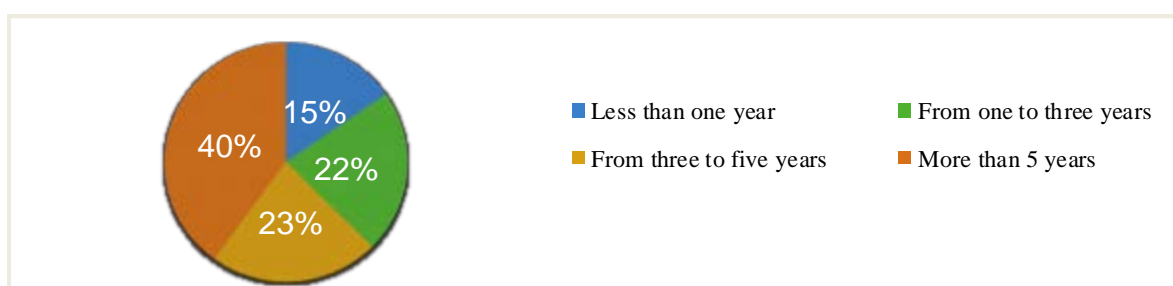 15%
40%
22%
23%
Less than one year
From one to three years
From three to five years
More than 5 years